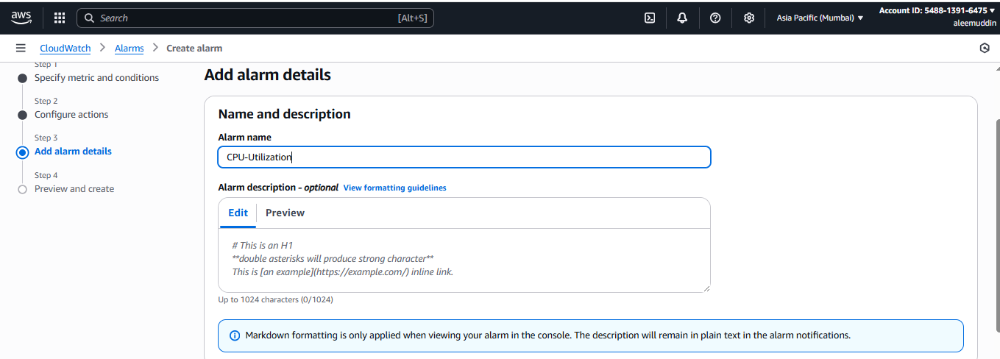 aws
Search [Alt+S]
Asia Pacific (Mumbai)
Account ID: 5488-1391-6475
aleemuddin
CloudWatch > Alarms > Create alarm
Step 1
Specify metric and conditions
Step 2
Configure actions
Step 3
Add alarm details
Step 4
Preview and create
Add alarm details
Name and description
Alarm name
CPU-Utilization
Alarm description - optional View formatting guidelines
Edit Preview
# This is an H1
**double asterisks will produce strong character**
This is [an example](https://example.com/) inline link.
Up to 1024 characters (0/1024)
Markdown formatting is only applied when viewing your alarm in the console. The description will remain in plain text in the alarm notifications.